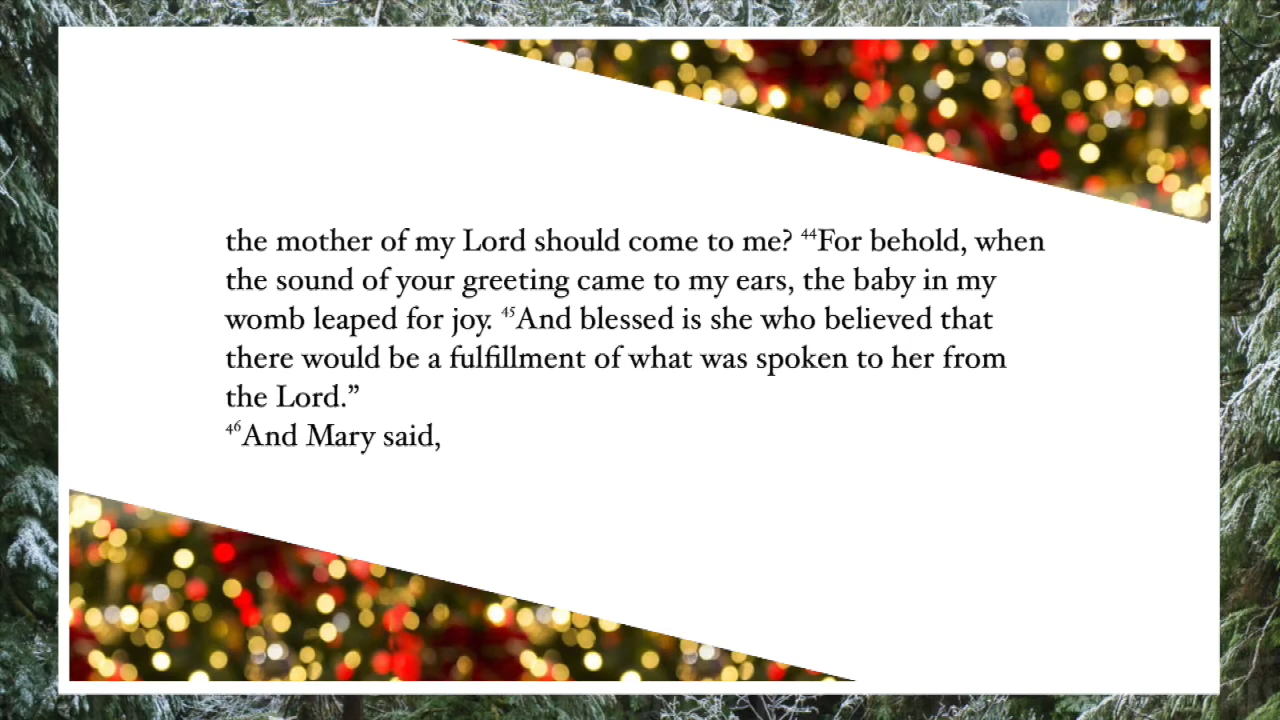 the mother of my Lord should come to me? ⁴⁴For behold, when
the sound of your greeting came to my ears, the baby in my
womb leaped for joy. ⁴⁵And blessed is she who believed that
there would be a fulfillment of what was spoken to her from
the Lord.”
⁴⁶And Mary said,